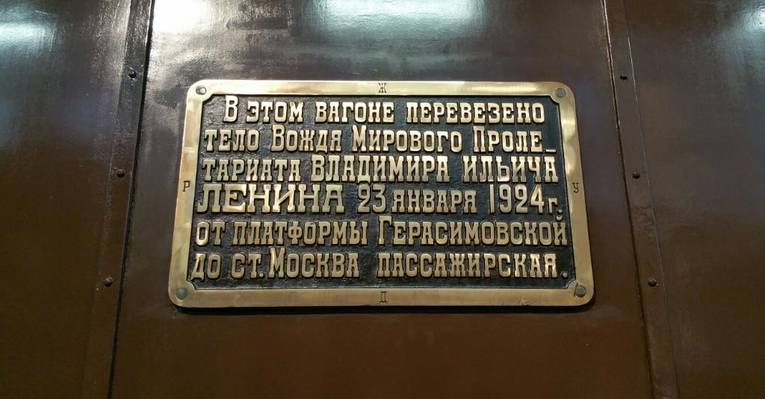 Ж
В ЭТОМ ВАГОНЕ ПЕРЕВЕЗЕНО
ТЕЛО ВОЖДЯ МИРОВОГО ПРОЛЕ-
ТАРИАТА ВЛАДИМИРА ИЛЬИЧА
Р
У
ЛЕНИНА 23 ЯНВАРЯ 1924 г.
ОТ ПЛАТФОРМЫ ГЕРАСИМОВСКОЙ
ДО СТ. МОСКВА ПАССАЖИРСКАЯ.
Д